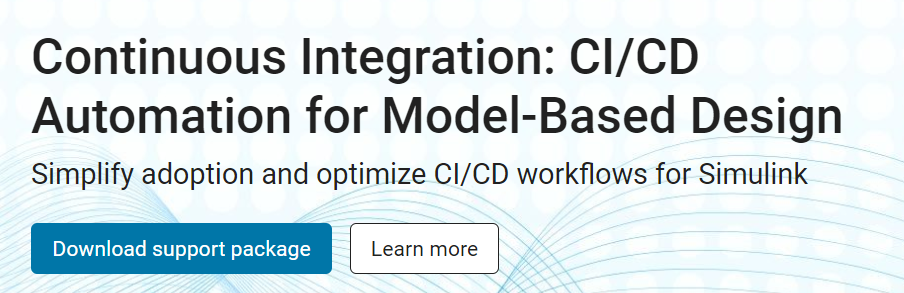 Continuous Integration: CI/CD
Automation for Model-Based Design
Simplify adoption and optimize CI/CD workflows for Simulink
Download support package
Learn more